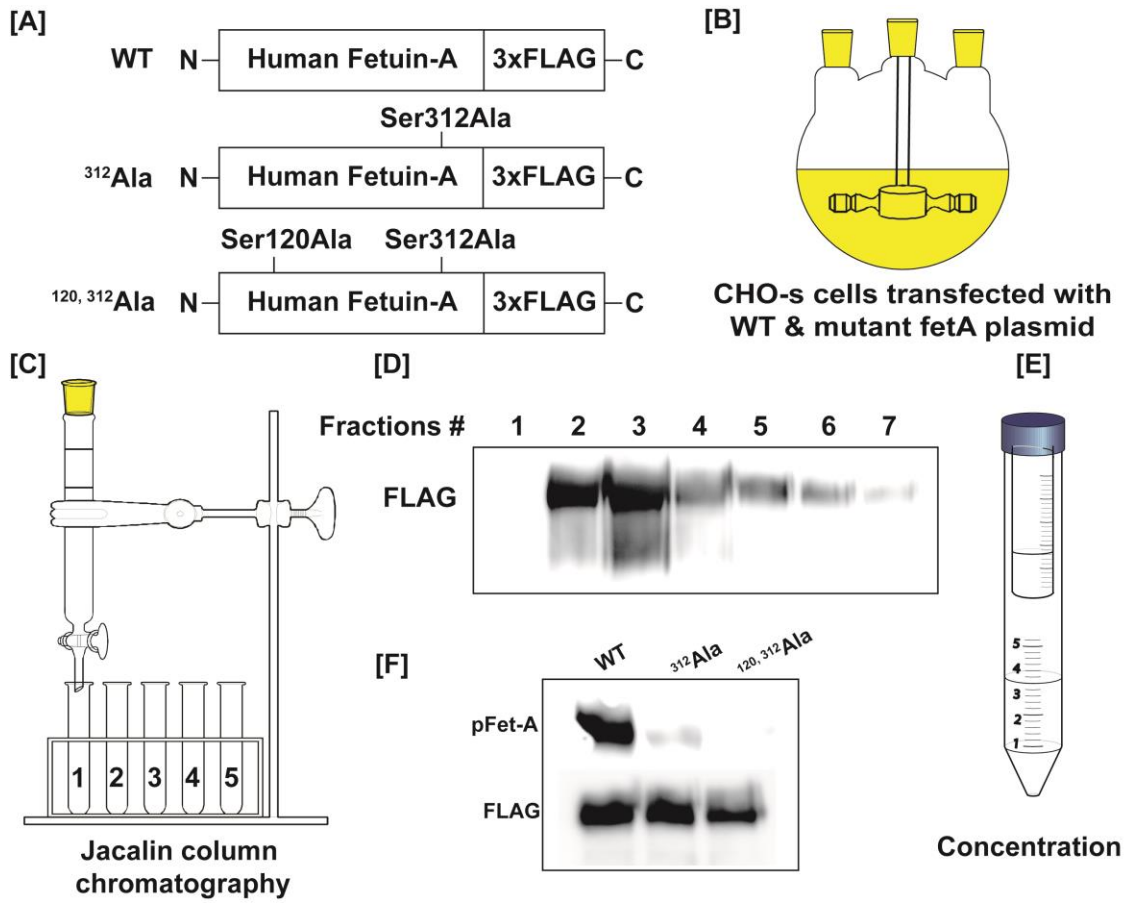 [A]
WT N Human Fetuin-A 3xFLAG C
Ser312Ala
³¹²Ala N Human Fetuin-A 3xFLAG C
Ser120Ala Ser312Ala
¹²⁰, ³¹²Ala N Human Fetuin-A 3xFLAG C
[B]
CHO-s cells transfected with
WT & mutant fetA plasmid
[C]
1 2 3 4 5
Jacalin column
chromatography
[D]
Fractions # 1 2 3 4 5 6 7
FLAG
[E]
5
4
3
2
1
Concentration
[F]
WT ³¹²Ala ¹²⁰, ³¹²Ala
pFet-A
FLAG